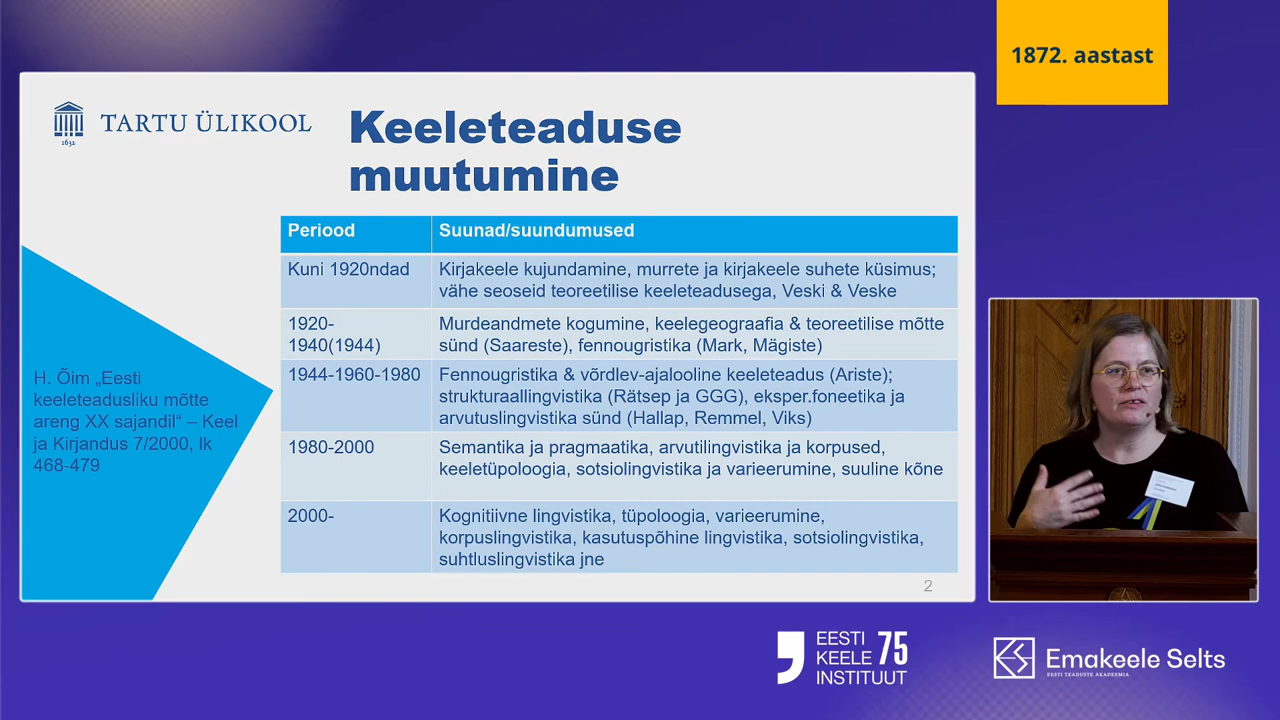 1872. aastast
TARTU ÜLIKOOL
1632
Keeleteaduse
muutumine
Periood
Suunad/suundumused
Kuni 1920ndad
Kirjakeele kujundamine, murrete ja kirjakeele suhete küsimus;
vähe seoseid teoreetilise keeleteadusega, Veski & Veske
1920-
1940(1944)
Murdeandmete kogumine, keelegeograafia & teoreetilise mõtte
sünd (Saareste), fennougristika (Mark, Mägiste)
1944-1960-1980
Fennougristika & võrdlev-ajalooline keeleteadus (Ariste);
strukturaallingvistika (Rätsep ja GGG), eksper.foneetika ja
arvutuslingvistika sünd (Hallap, Remmel, Viks)
1980-2000
Semantika ja pragmaatika, arvutilingvistika ja korpused,
keeletüpoloogia, sotsiolingvistika ja varieerumine, suuline kõne
2000-
Kognitiivne lingvistika, tüpoloogia, varieerumine,
korpuslingvistika, kasutuspõhine lingvistika, sotsiolingvistika,
suhtluslingvistika jne
H. Õim „Eesti
keeleteadusliku mõtte
areng XX sajandil“ – Keel
ja Kirjandus 7/2000, lk
468-479
2
EESTI
KEELE 75
INSTITUUT
Emakeele Selts
EESTI TEADUSTE AKADEEMIA